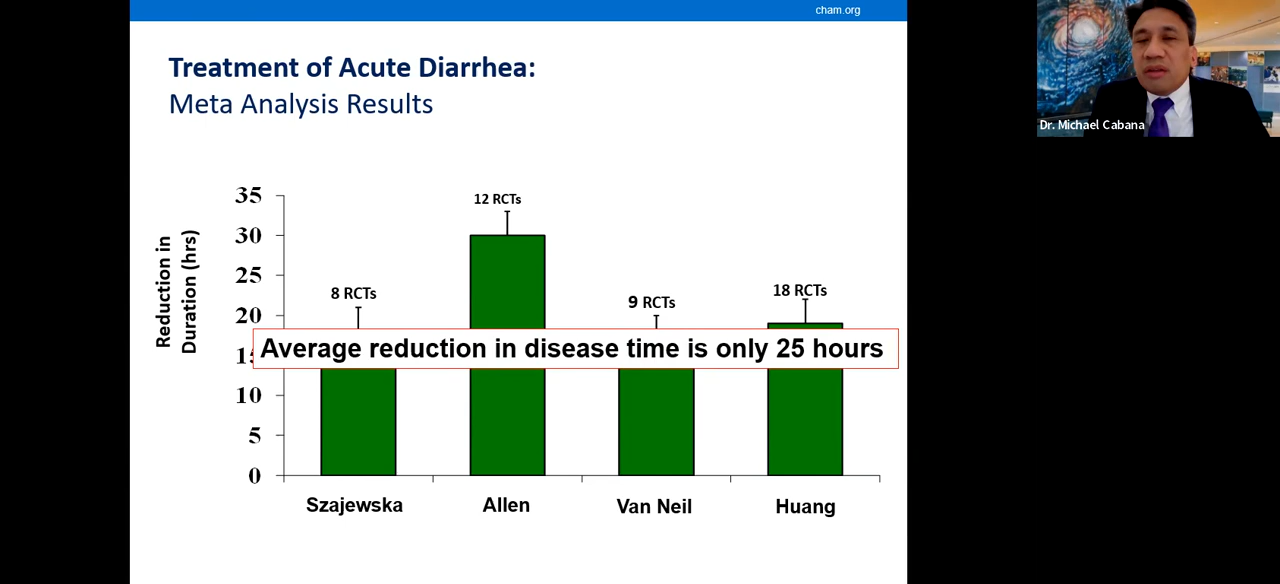 cham.org
Treatment of Acute Diarrhea:
Meta Analysis Results
Dr. Michael Cabana
Reduction in
Duration (hrs)
35
30
25
20
10
5
0
8 RCTs
12 RCTs
9 RCTs
18 RCTs
Average reduction in disease time is only 25 hours
Szajewska
Allen
Van Neil
Huang